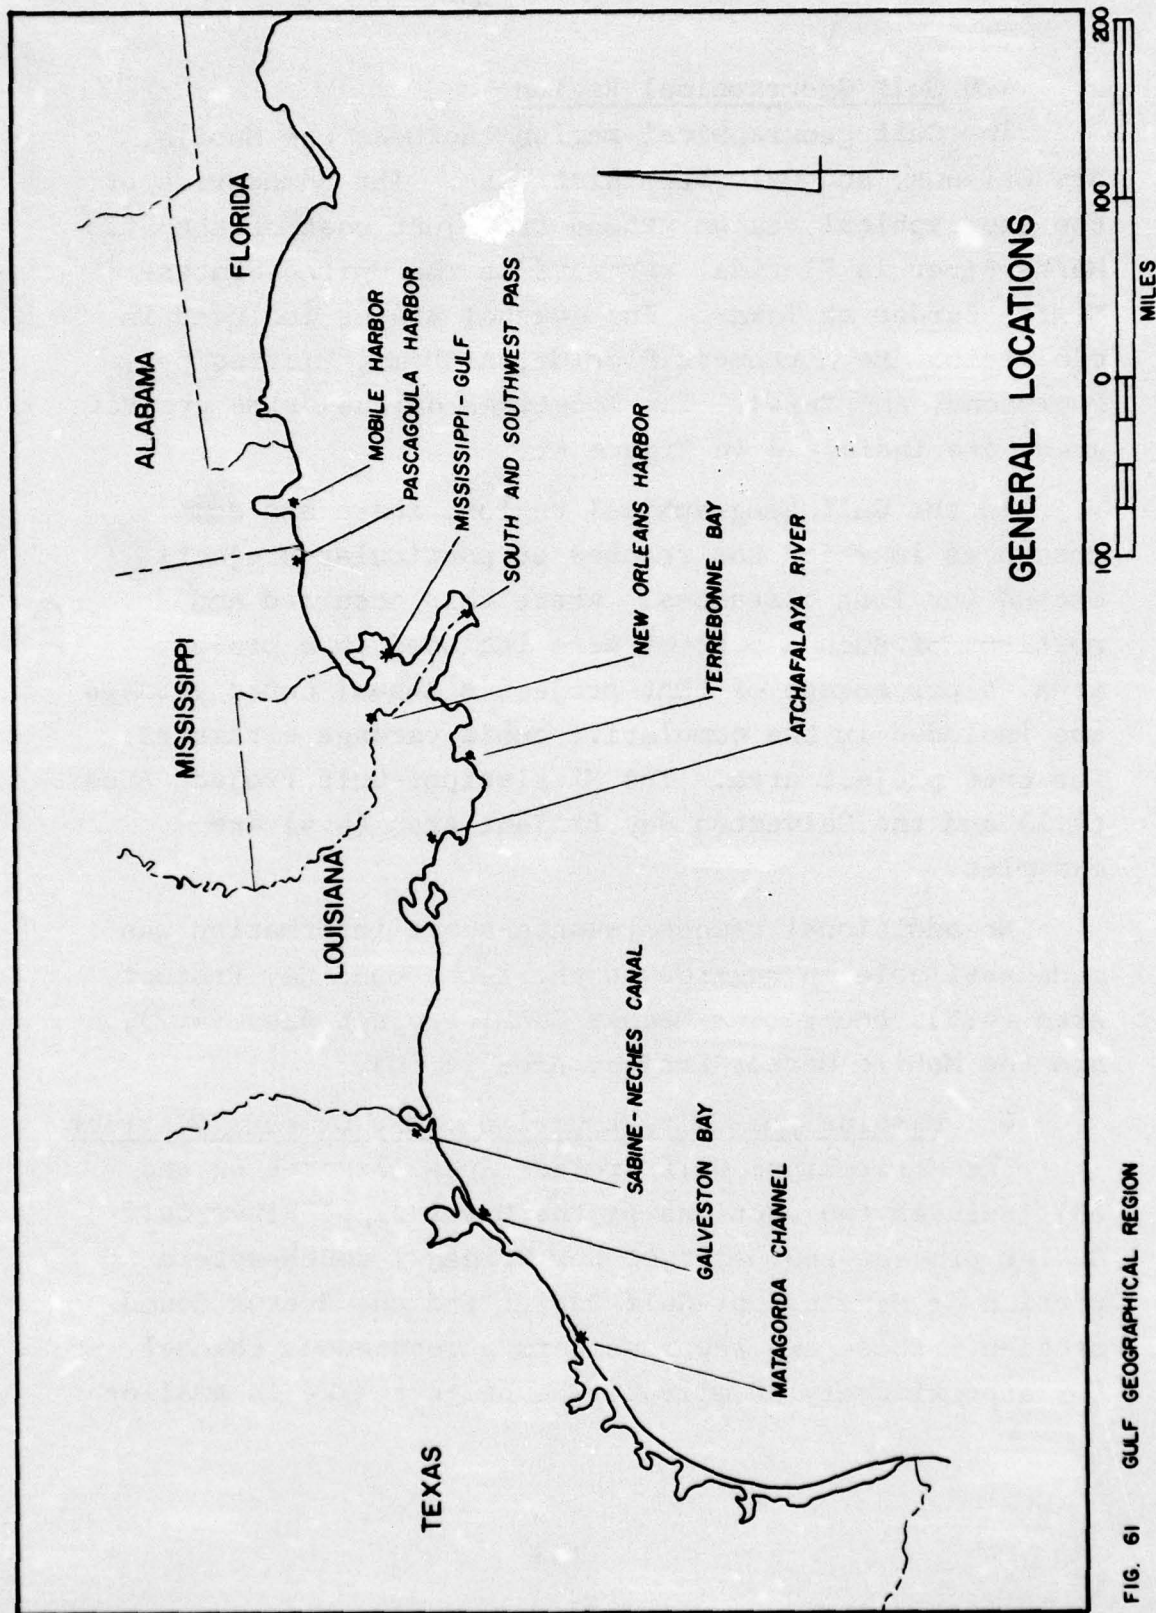 TEXAS
LOUISIANA
MISSISSIPPI
ALABAMA
FLORIDA
MOBILE HARBOR
PASCAGOULA HARBOR
MISSISSIPPI-GULF
SOUTH AND SOUTHWEST PASS
NEW ORLEANS HARBOR
TERREBONNE BAY
ATCHAFALAYA RIVER
SABINE-NECHES CANAL
GALVESTON BAY
MATAGORDA CHANNEL
GENERAL LOCATIONS
100 0 100 200
MILES
FIG. 61 GULF GEOGRAPHICAL REGION